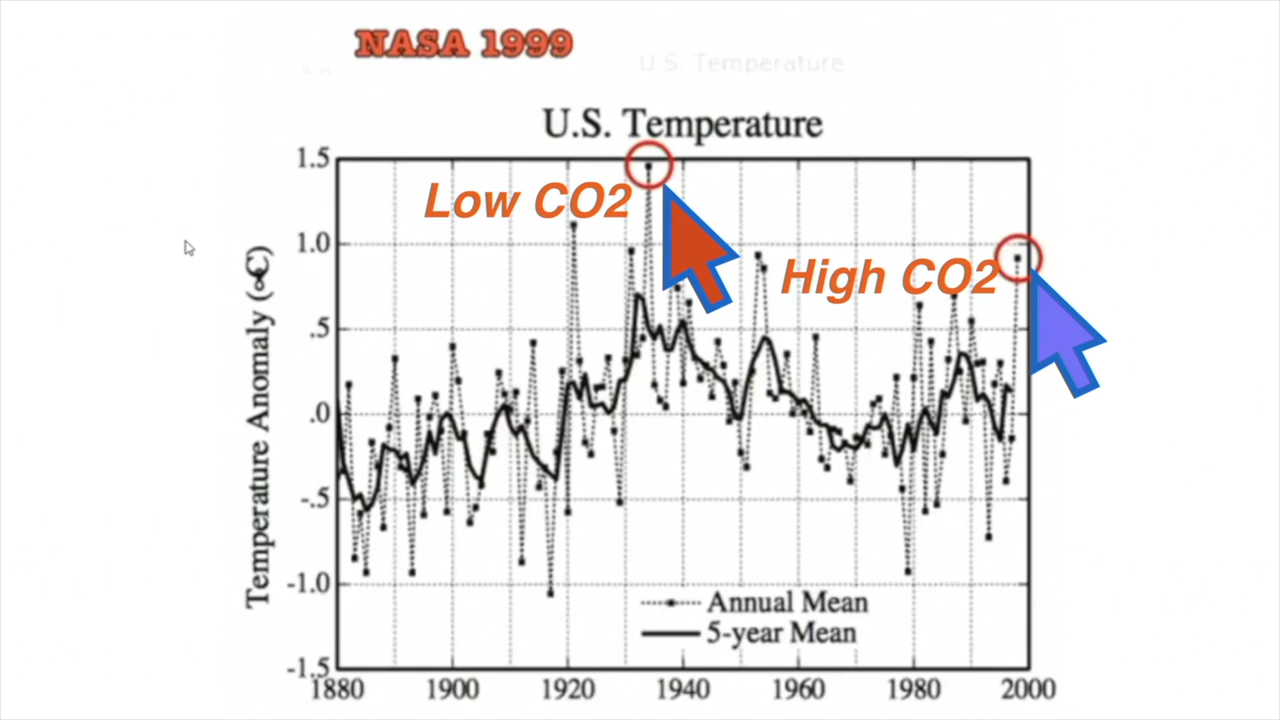 NASA 1999
U.S. Temperature
U.S. Temperature
1.5
Low CO2
1.0
High CO2
.5
.0
-.5
-1.0
-1.5
Temperature Anomaly (°C)
Annual Mean
5-year Mean
1880 1900 1920 1940 1960 1980 2000